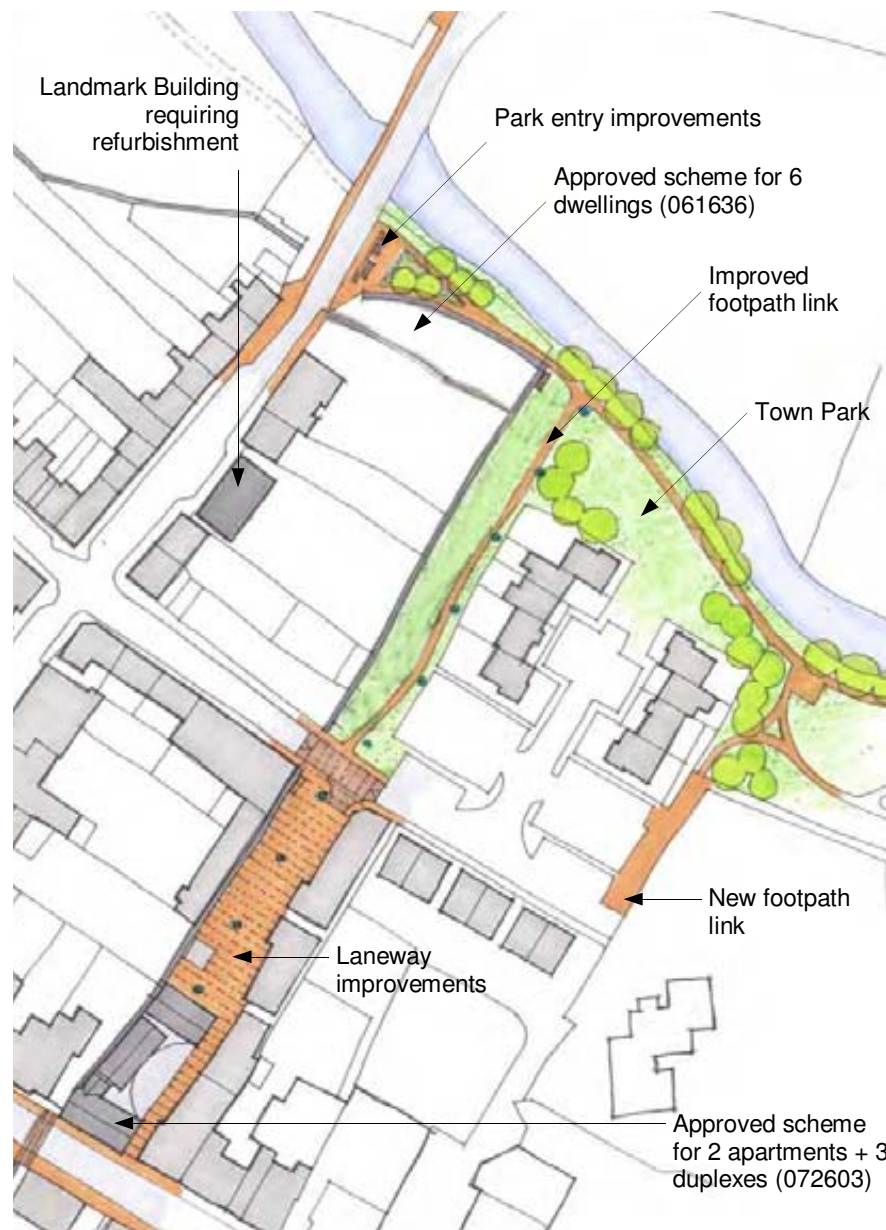 Landmark Building
requiring
refurbishment
Park entry improvements
Approved scheme for 6
dwellings (061636)
Improved
footpath link
Town Park
New footpath
link
Laneway
improvements
Approved scheme
for 2 apartments + 3
duplexes (072603)